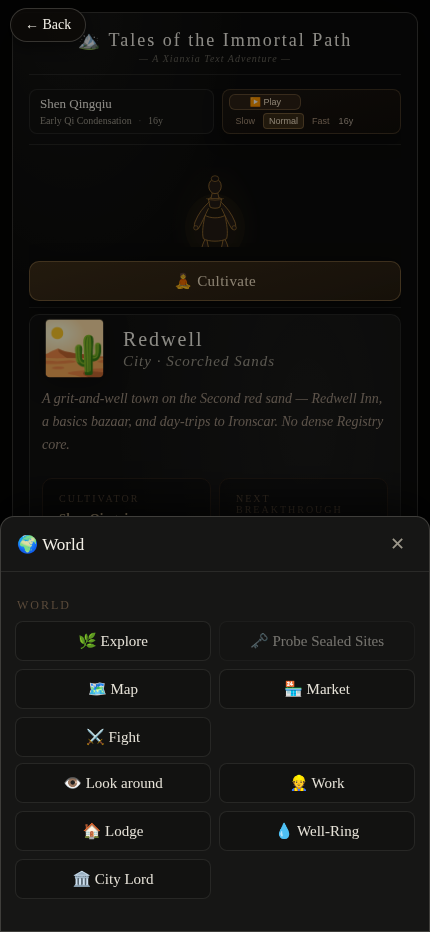 ← Back
Tales of the Immortal Path
— A Xianxia Text Adventure —
Shen Qingqiu
Early Qi Condensation · 16y
Play
Slow Normal Fast 16y
Cultivate
Redwell
City · Scorched Sands
A grit-and-well town on the Second red sand — Redwell Inn,
a basics bazaar, and day-trips to Ironscar. No dense Registry
core.
CULTIVATOR
NEXT
BREAKTHROUGH
Shen Qingqiu
World
✕
WORLD
Explore
Probe Sealed Sites
Map
Market
Fight
Look around
Work
Lodge
Well-Ring
City Lord